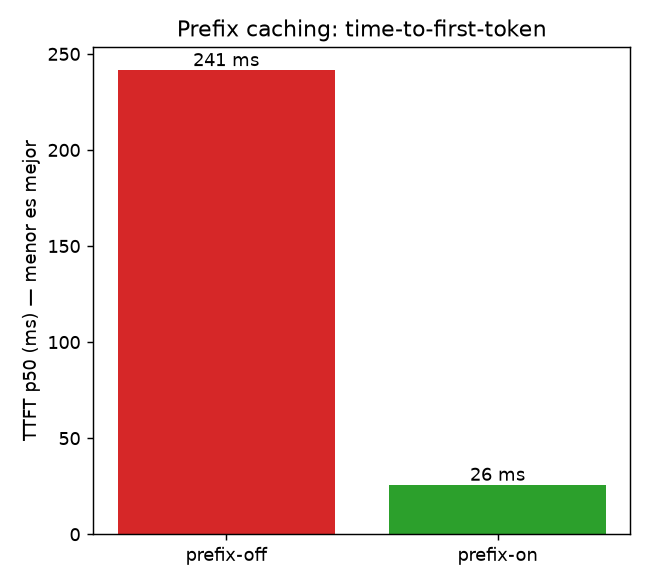 Prefix caching: time-to-first-token
TTFT p50 (ms) — menor es mejor
250
200
150
100
50
0
241 ms
26 ms
prefix-off
prefix-on